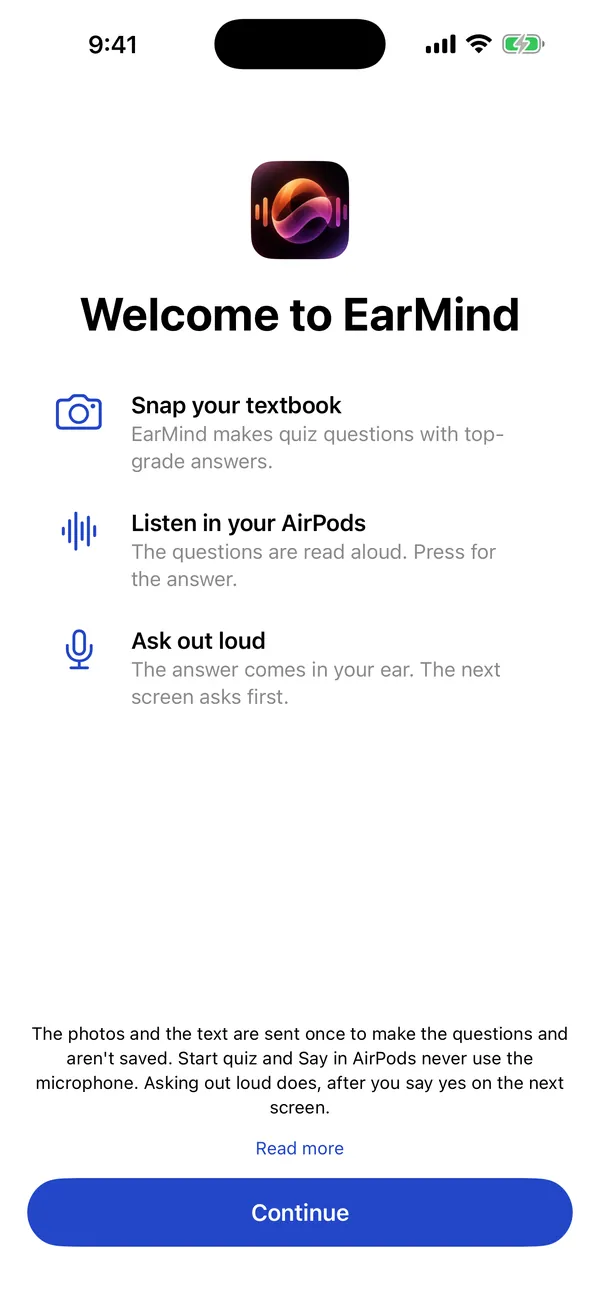 9:41
Welcome to EarMind
Snap your textbook
EarMind makes quiz questions with top-
grade answers.
Listen in your AirPods
The questions are read aloud. Press for
the answer.
Ask out loud
The answer comes in your ear. The next
screen asks first.
The photos and the text are sent once to make the questions and
aren't saved. Start quiz and Say in AirPods never use the
microphone. Asking out loud does, after you say yes on the next
screen.
Read more
Continue